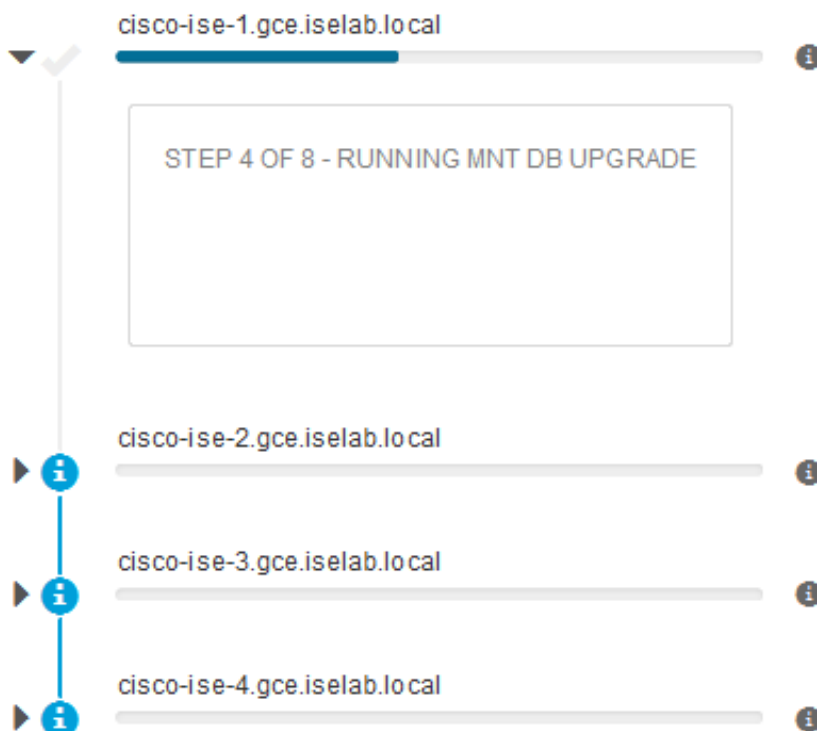 cisco-ise-1.gce.iselab.local
STEP 4 OF 8 - RUNNING MNT DB UPGRADE
cisco-ise-2.gce.iselab.local
cisco-ise-3.gce.iselab.local
cisco-ise-4.gce.iselab.local